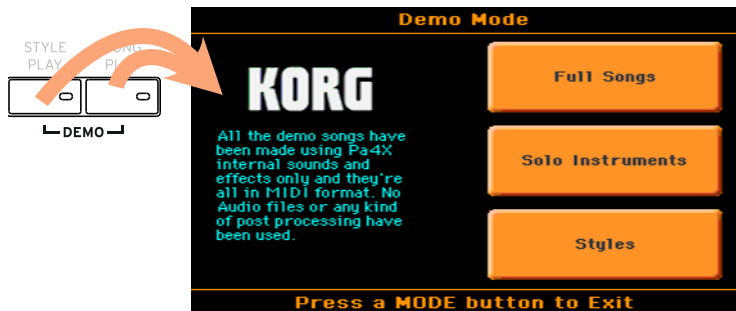 STYLE
PLAY
DEMO
Demo Mode
KORG
All the demo songs have
been made using Pa4X
internal sounds and
effects only and they're
all in MIDI format. No
Audio files or any kind
of post processing have
been used.
Full Songs
Solo Instruments
Styles
Press a MODE button to Exit